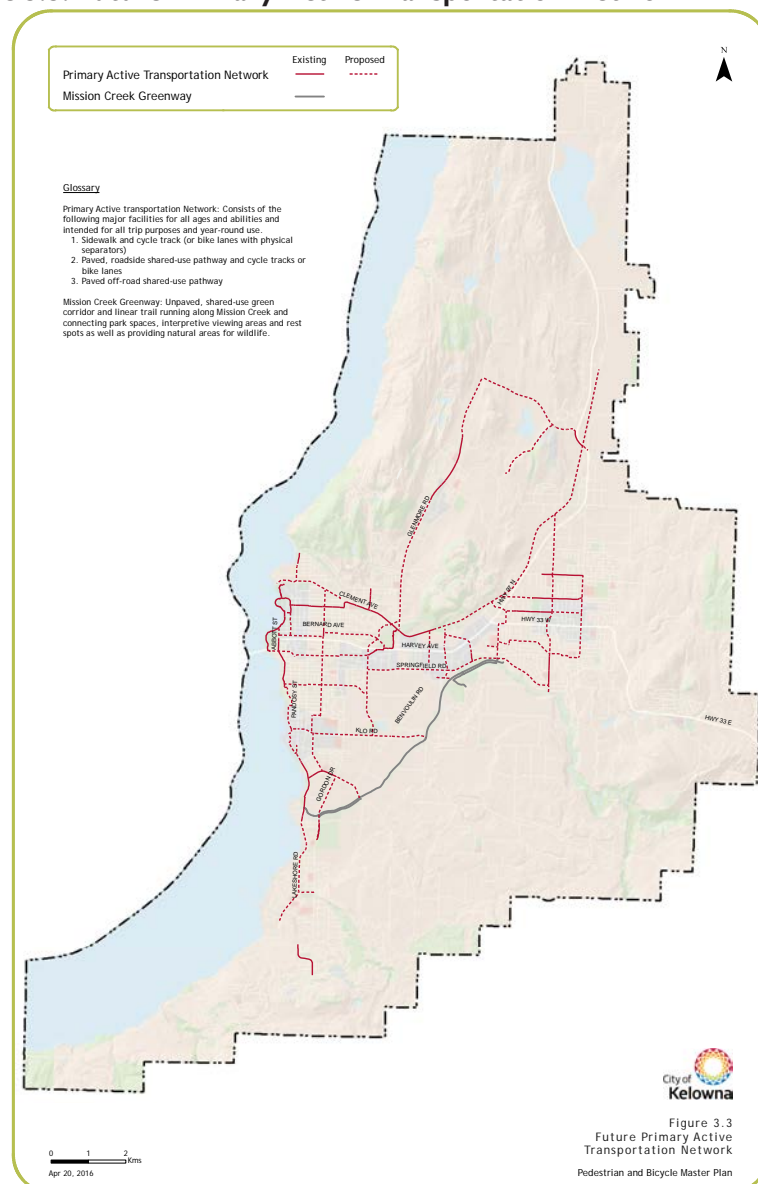 Existing Proposed
Primary Active Transportation Network
Mission Creek Greenway
N
Glossary
Primary Active transportation Network: Consists of the
following major facilities for all ages and abilities and
intended for all trip purposes and year-round use.
1. Sidewalk and cycle track (or bike lanes with physical
separators)
2. Paved, roadside shared-use pathway and cycle tracks or
bike lanes
3. Paved off-road shared-use pathway
Mission Creek Greenway: Unpaved, shared-use green
corridor and linear trail running along Mission Creek and
connecting park spaces, interpretive viewing areas and rest
spots as well as providing natural areas for wildlife.
GLENMORE RD
HWY 97 N
CLEMENT AVE
ABBOTT ST
BERNARD AVE
HWY 33 W
HARVEY AVE
SPRINGFIELD RD
PANDOSY ST
BENVOULIN RD
HWY 33 E
KLO RD
GORDON DR
LAKESHORE RD
City of
Kelowna
Figure 3.3
Future Primary Active
Transportation Network
0 1 2
Kms
Apr 20, 2016
Pedestrian and Bicycle Master Plan